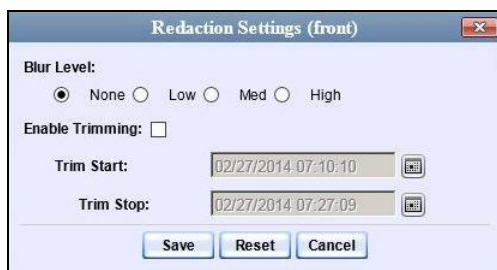 Redaction Settings (front)
Blur Level:
None Low Med High
Enable Trimming:
Trim Start: 02/27/2014 07:10:10
Trim Stop: 02/27/2014 07:27:09
Save Reset Cancel